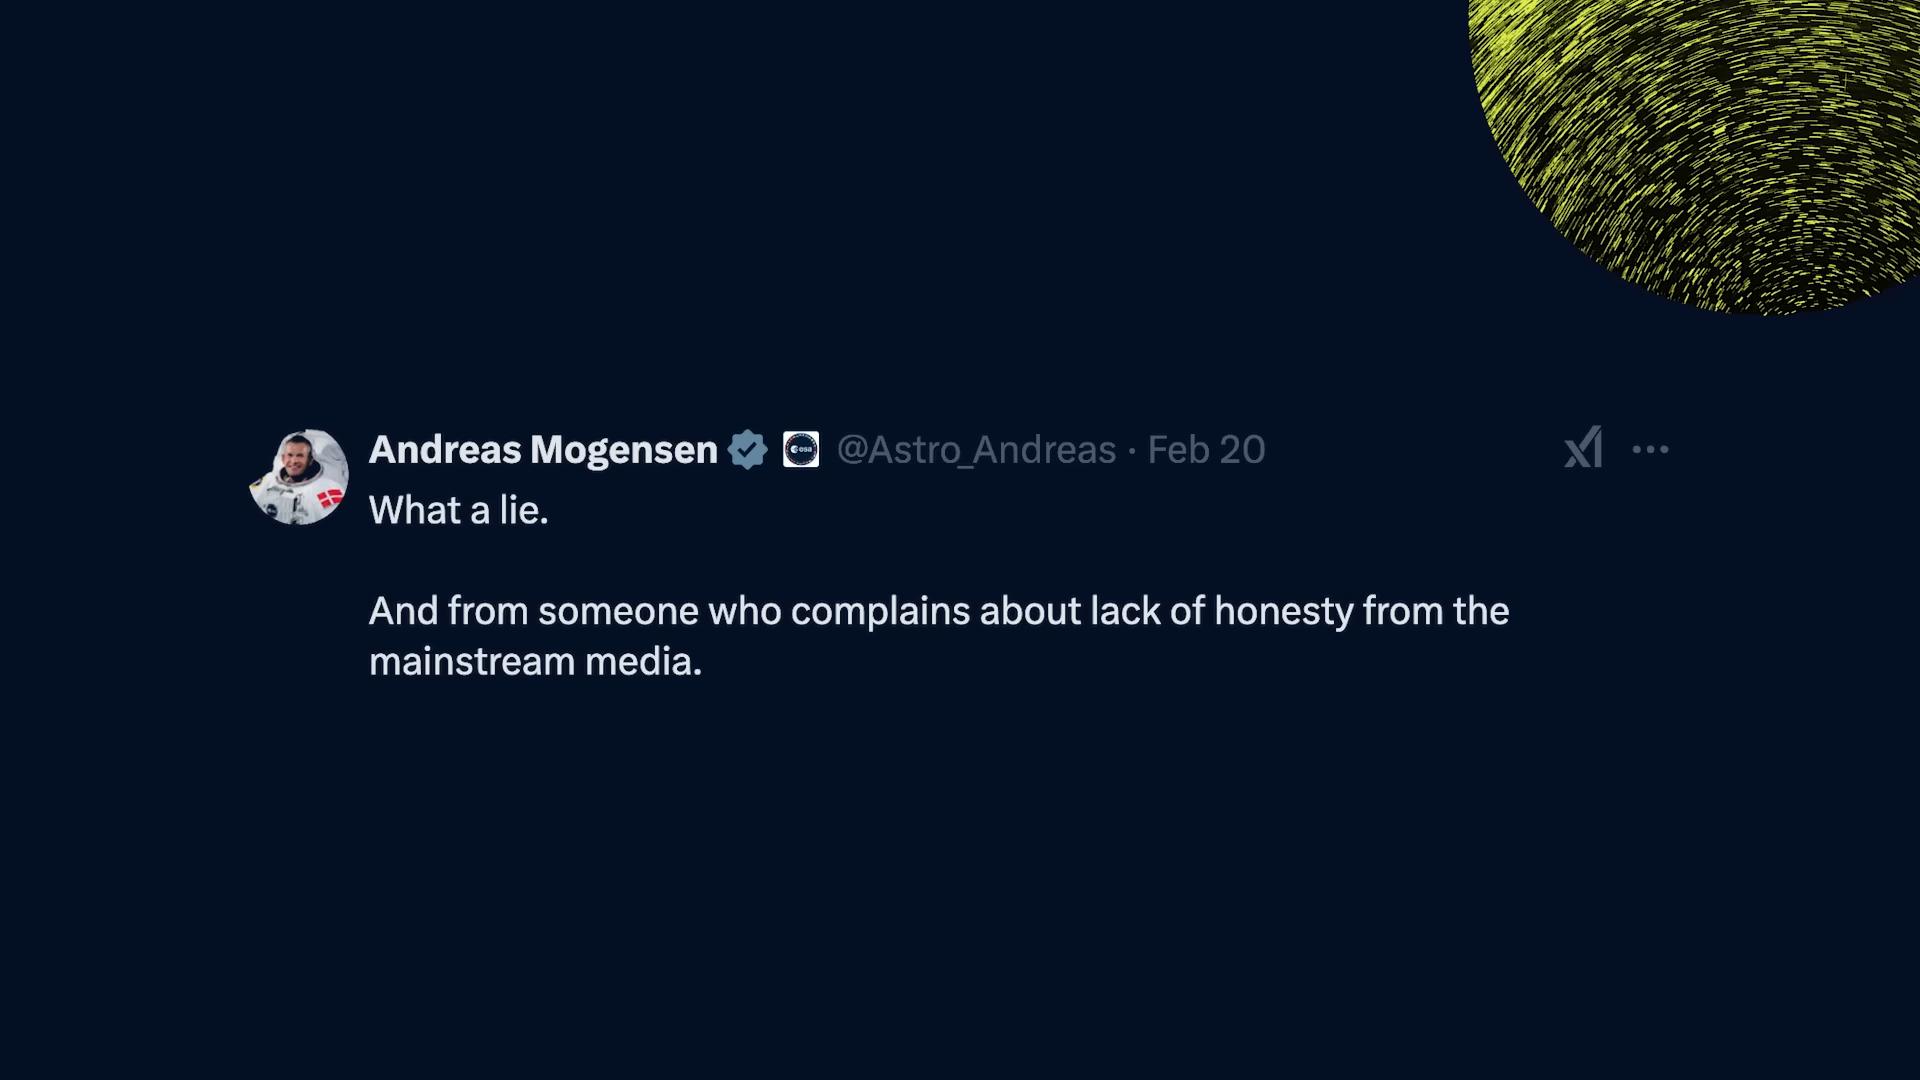 Andreas Mogensen esa @Astro_Andreas · Feb 20
What a lie.
And from someone who complains about lack of honesty from the
mainstream media.